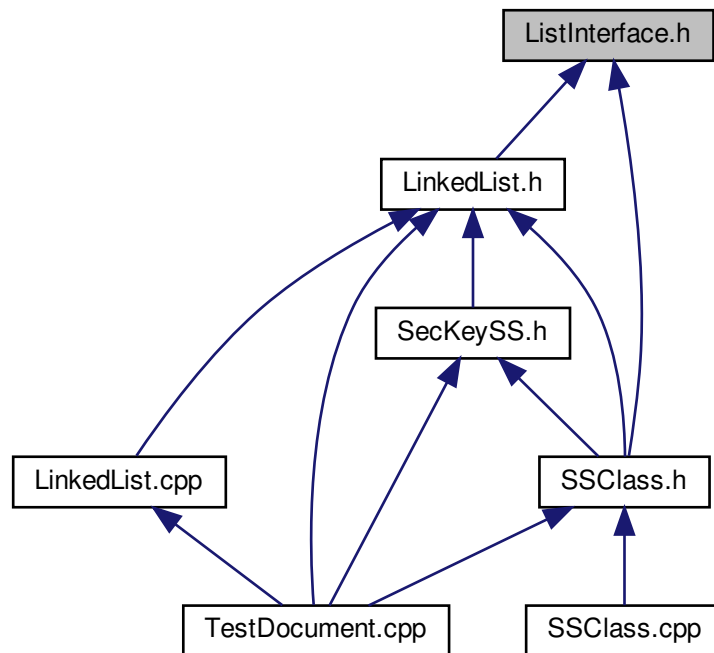 ListInterface.h
LinkedList.h
SecKeySS.h
LinkedList.cpp
SSClass.h
TestDocument.cpp
SSClass.cpp